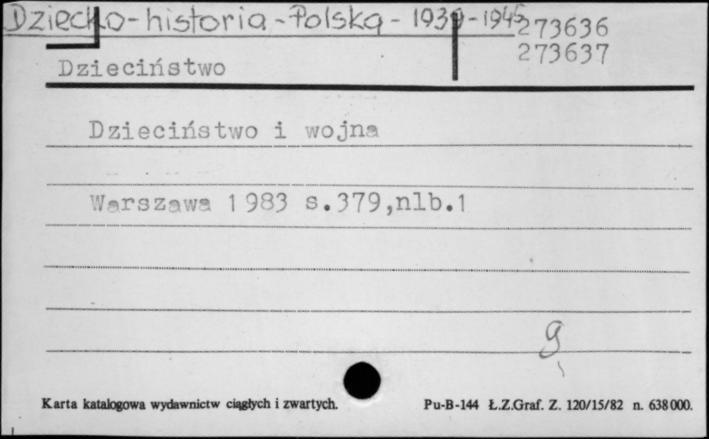 Dziecko-historia-Polska-1939-1945
273636
273637
Dzieciństwo
Dzieciństwo i wojna
Warszawa 1983 s.379,nlb.1
g
Karta katalogowa wydawnictw ciągłych i zwartych.
Pu-B-144 Ł.Z.Graf. Z. 120/15/82 n. 638000.